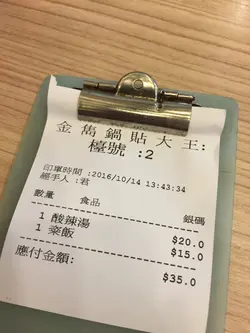 金雋鍋貼大王:
檯號 :2
印單時間 :2016/10/14 13:43:34
經手人 :君
數量 食品 銀碼
1 酸辣湯 $20.0
1 菜飯 $15.0
應付金額: $35.0